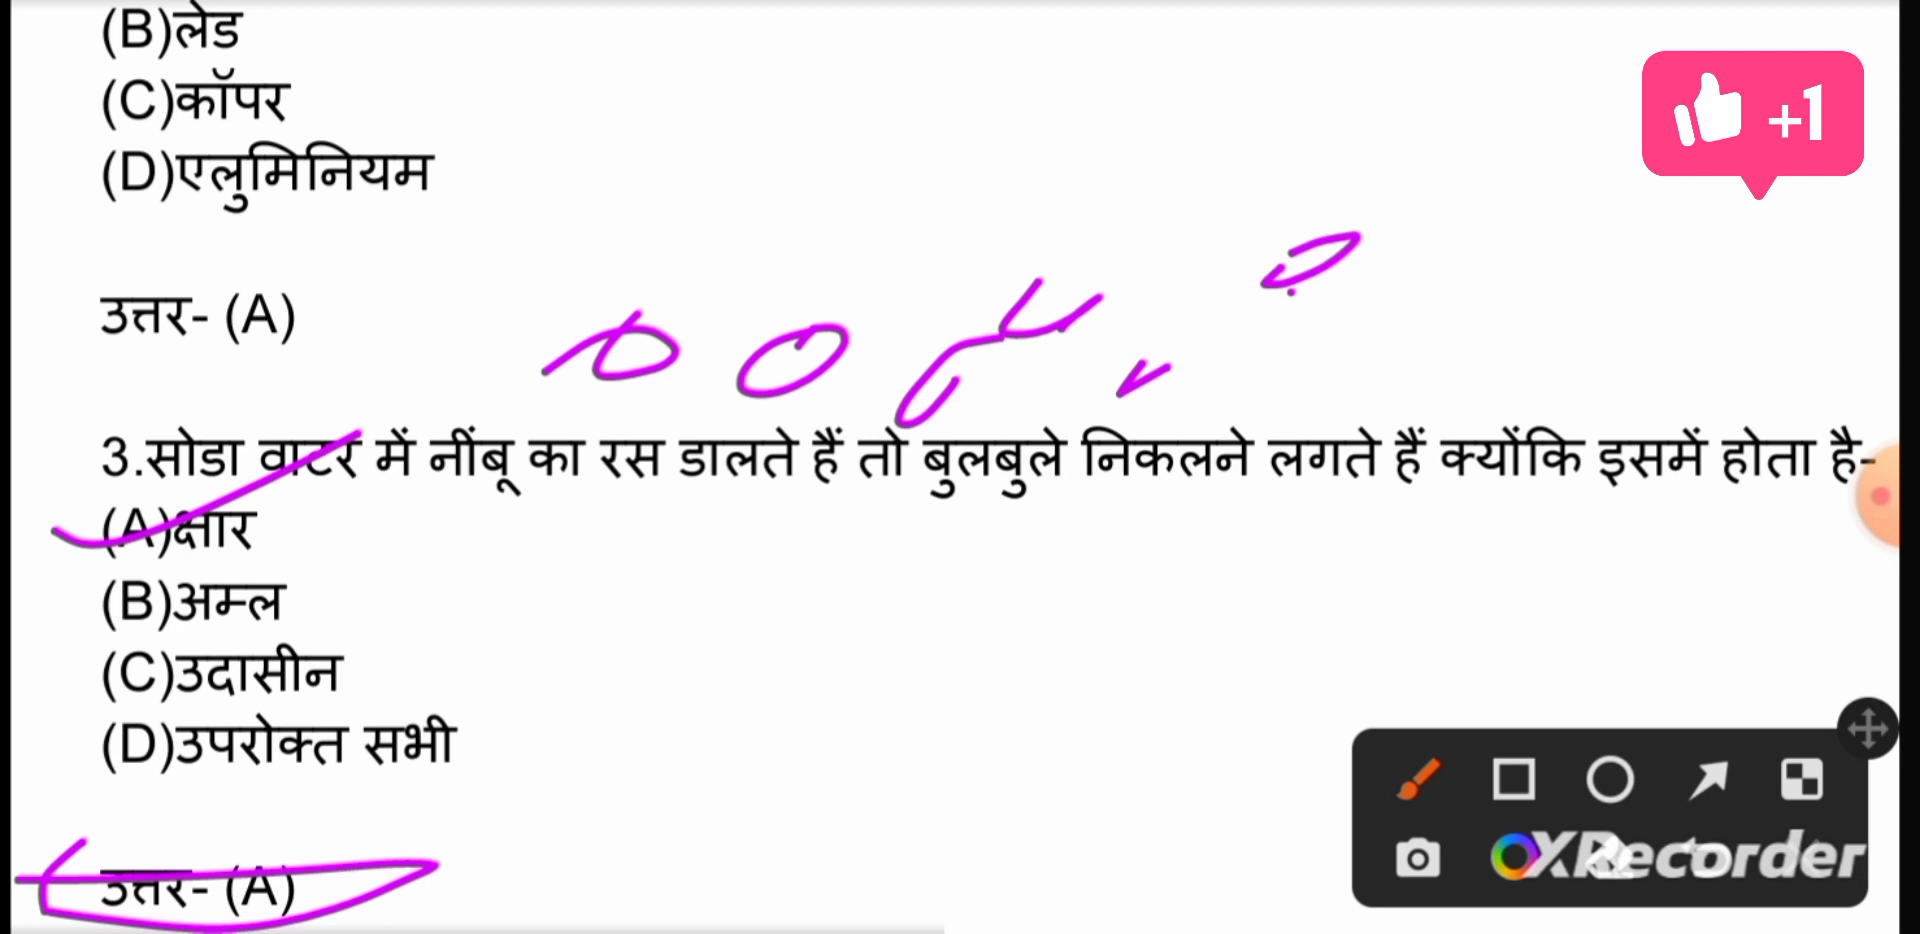 (B)लेड
(C)कॉपर
(D)एलुमिनियम
+1
उत्तर- (A)
3.सोडा वाटर में नींबू का रस डालते हैं तो बुलबुले निकलने लगते हैं क्योंकि इसमें होता है-
(A)क्षार
(B)अम्ल
(C)उदासीन
(D)उपरोक्त सभी
उत्तर- (A)
XRecorder